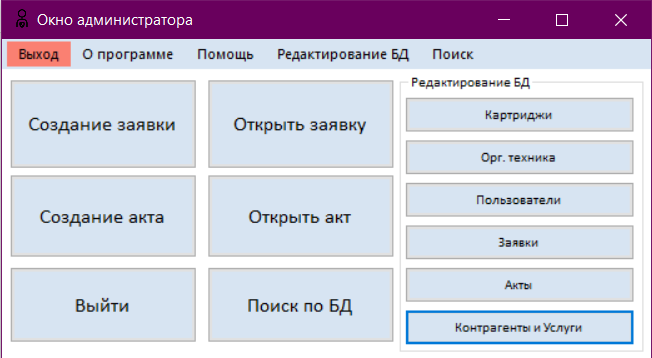 Окно администратора
Выход О программе Помощь Редактирование БД Поиск
Создание заявки
Открыть заявку
Создание акта
Открыть акт
Выйти
Поиск по БД
Редактирование БД
Картриджи
Орг. техника
Пользователи
Заявки
Акты
Контрагенты и Услуги